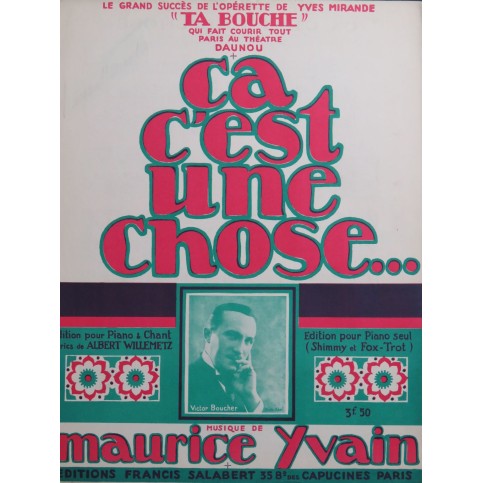 LE GRAND SUCCÈS DE L'OPÉRETTE DE YVES MIRANDE
"TA BOUCHE"
QUI FAIT COURIR TOUT
PARIS AU THÉATRE
DAUNOU
ça
c'est
une
chose...
dition pour Piano & Chant
ries de ALBERT WILLEMETZ
Edition pour Piano seul
(Shimmy et Fox-Trot)
Victor Boucher
3f.50
MUSIQUE DE
maurice Yvain
EDITIONS FRANCIS SALABERT 35 Bd DES CAPUCINES PARIS